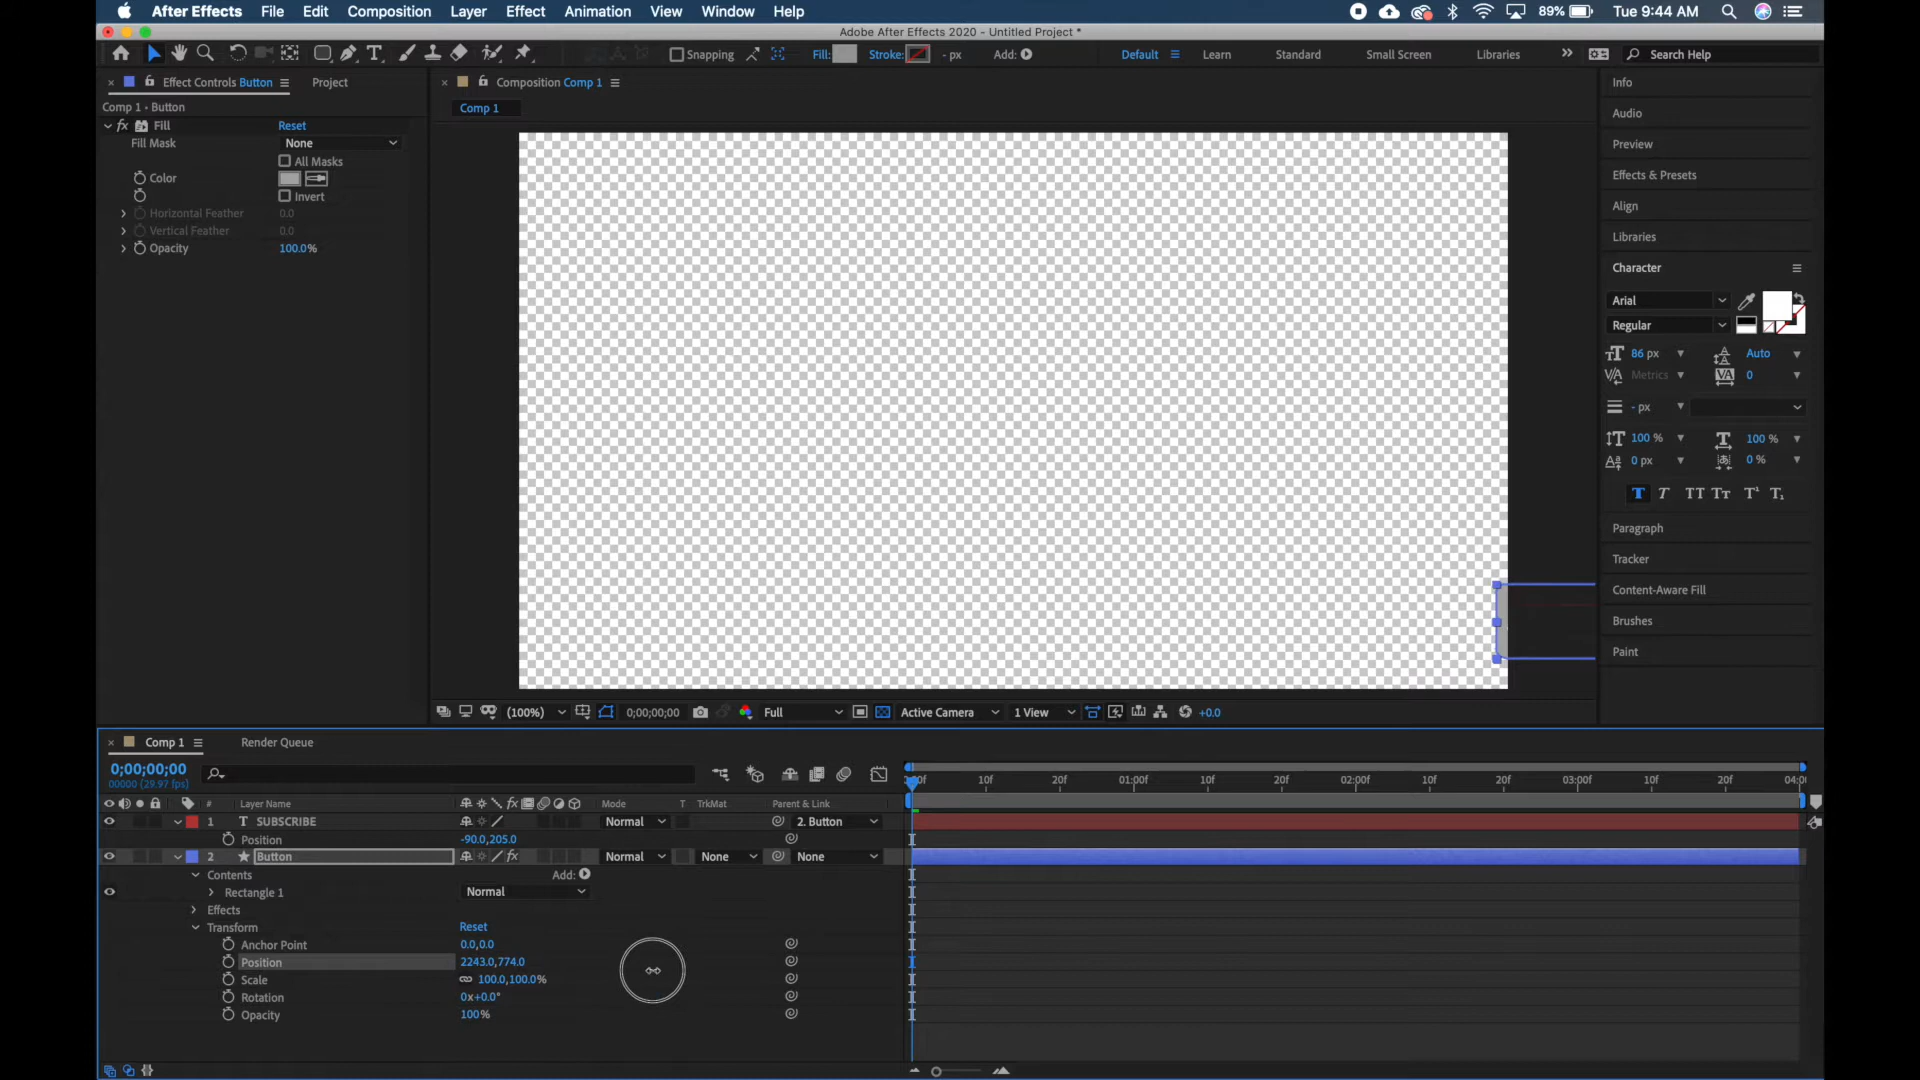 After Effects File Edit Composition Layer Effect Animation View Window Help 89% Tue 9:44 AM
Adobe After Effects 2020 - Untitled Project *
Snapping Fill: Stroke: - px Add: Default Learn Standard Small Screen Libraries Search Help
Effect Controls Button Project
Composition Comp 1
Info
Comp 1 • Button
Comp 1
Audio
fx Fill Reset
Fill Mask None
Preview
All Masks
Color
Effects & Presets
Invert
Align
Horizontal Feather 0.0
Vertical Feather 0.0
Libraries
Opacity 100.0%
Character
Arial
Regular
86 px Auto
Metrics 0
- px
100 % 100 %
0 px 0 %
T T TT Tт T¹ T₁
Paragraph
Tracker
Content-Aware Fill
Brushes
Paint
(100%) 0;00;00;00 Full Active Camera 1 View +0.0
Comp 1 Render Queue
0;00;00;00
00000 (29.97 fps)
:00f 10f 20f 01:00f 10f 20f 02:00f 10f 20f 03:00f 10f 20f 04:0
# Layer Name fx Mode T TrkMat Parent & Link
1 T SUBSCRIBE Normal 2. Button
Position -90.0,205.0
2 Button fx Normal None None
Contents Add:
Rectangle 1 Normal
Effects
Transform Reset
Anchor Point 0.0,0.0
Position 2243.0,774.0
Scale 100.0,100.0%
Rotation 0x+0.0°
Opacity 100%